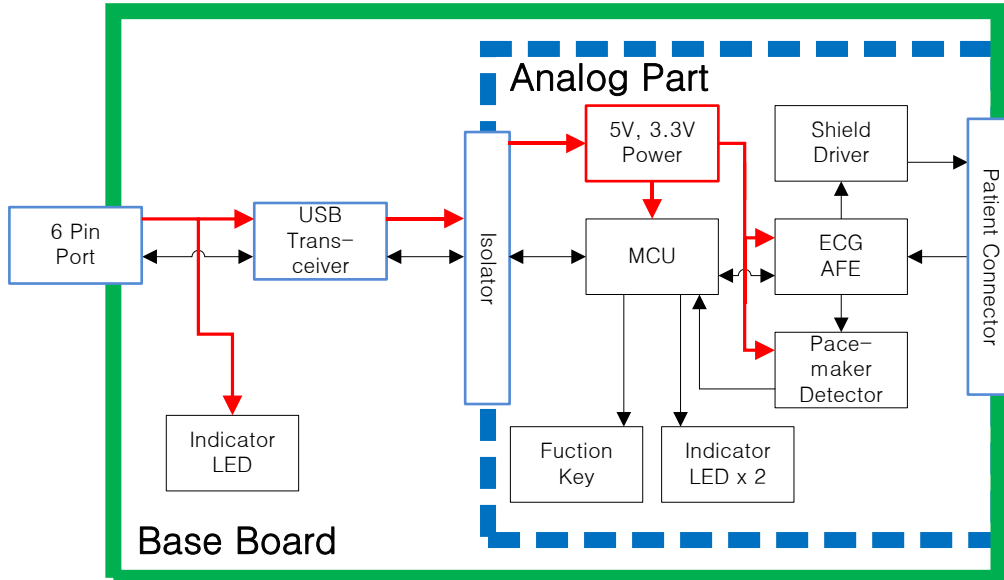 Analog Part
5V, 3.3V
Power
Shield
Driver
6 Pin
Port
USB
Trans-
ceiver
Isolator
MCU
ECG
AFE
Patient Connector
Pace-
maker
Detector
Indicator
LED
Fuction
Key
Indicator
LED x 2
Base Board